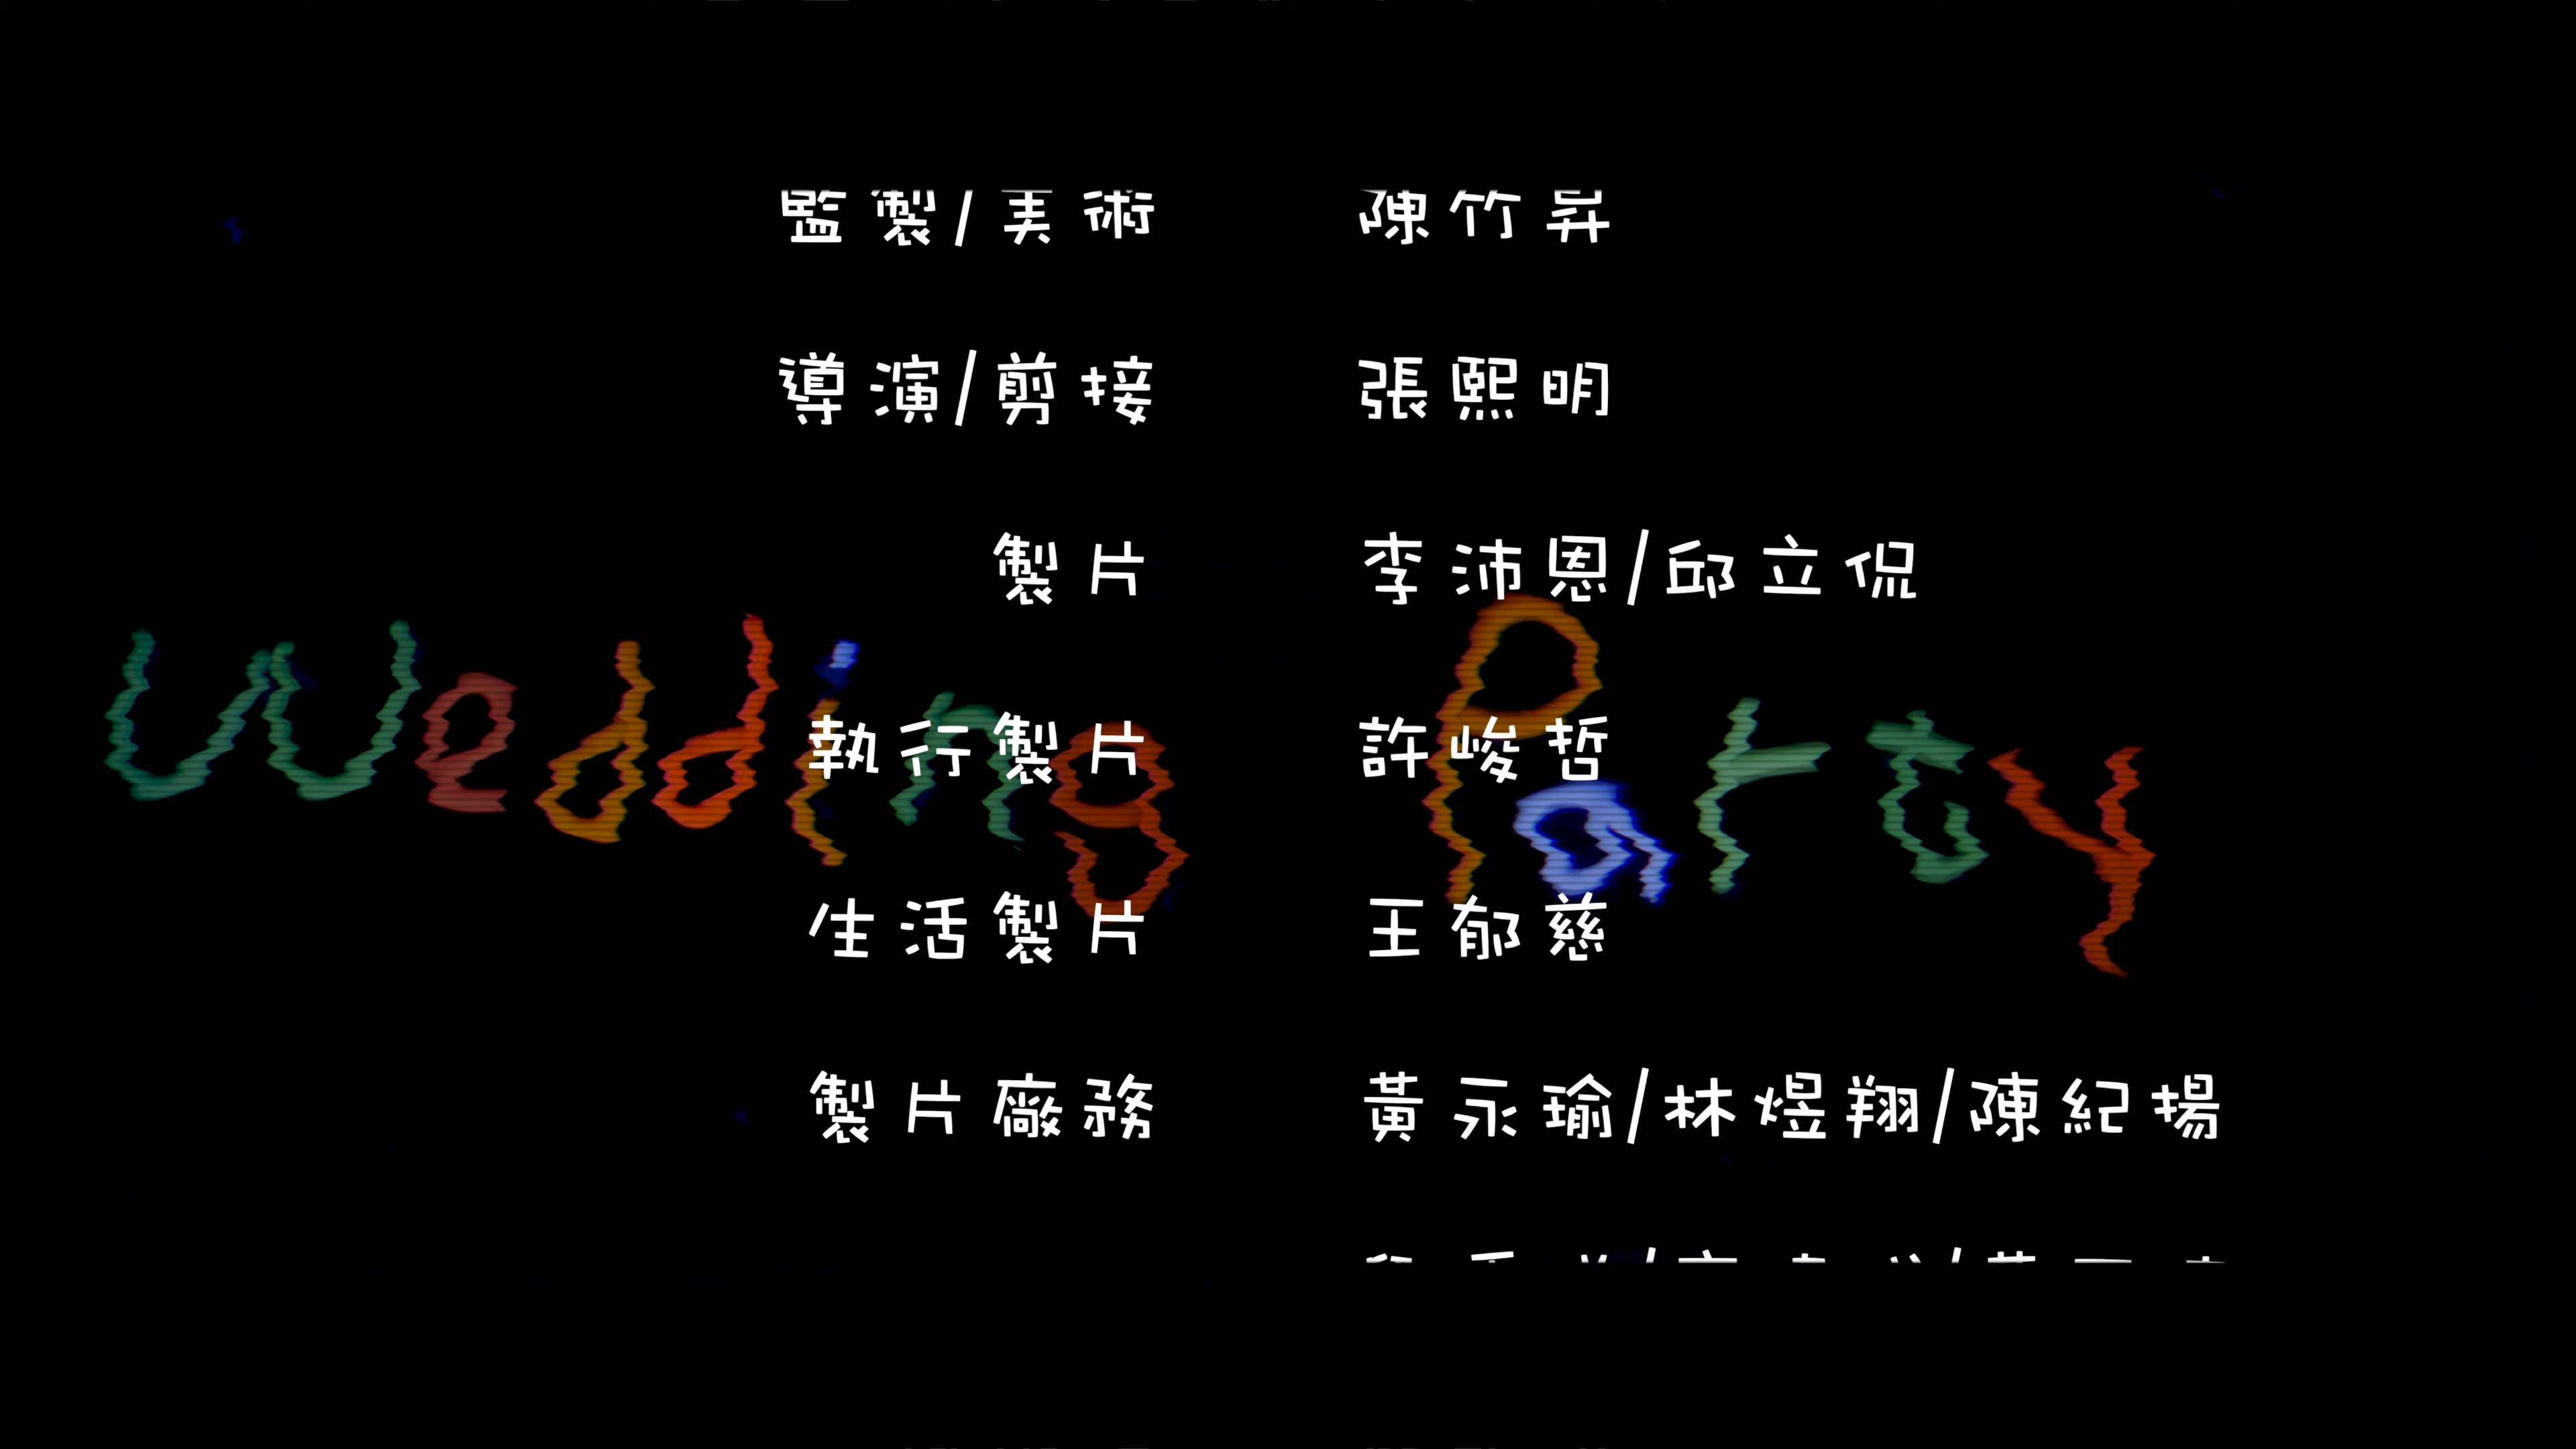 監製/美術 陳竹昇
導演/剪接 張熙明
製片 李沛恩/邱立侃
Wedding Party
執行製片 許峻哲
生活製片 王郁慈
製片廠務 黃永瑜/林煜翔/陳紀揚